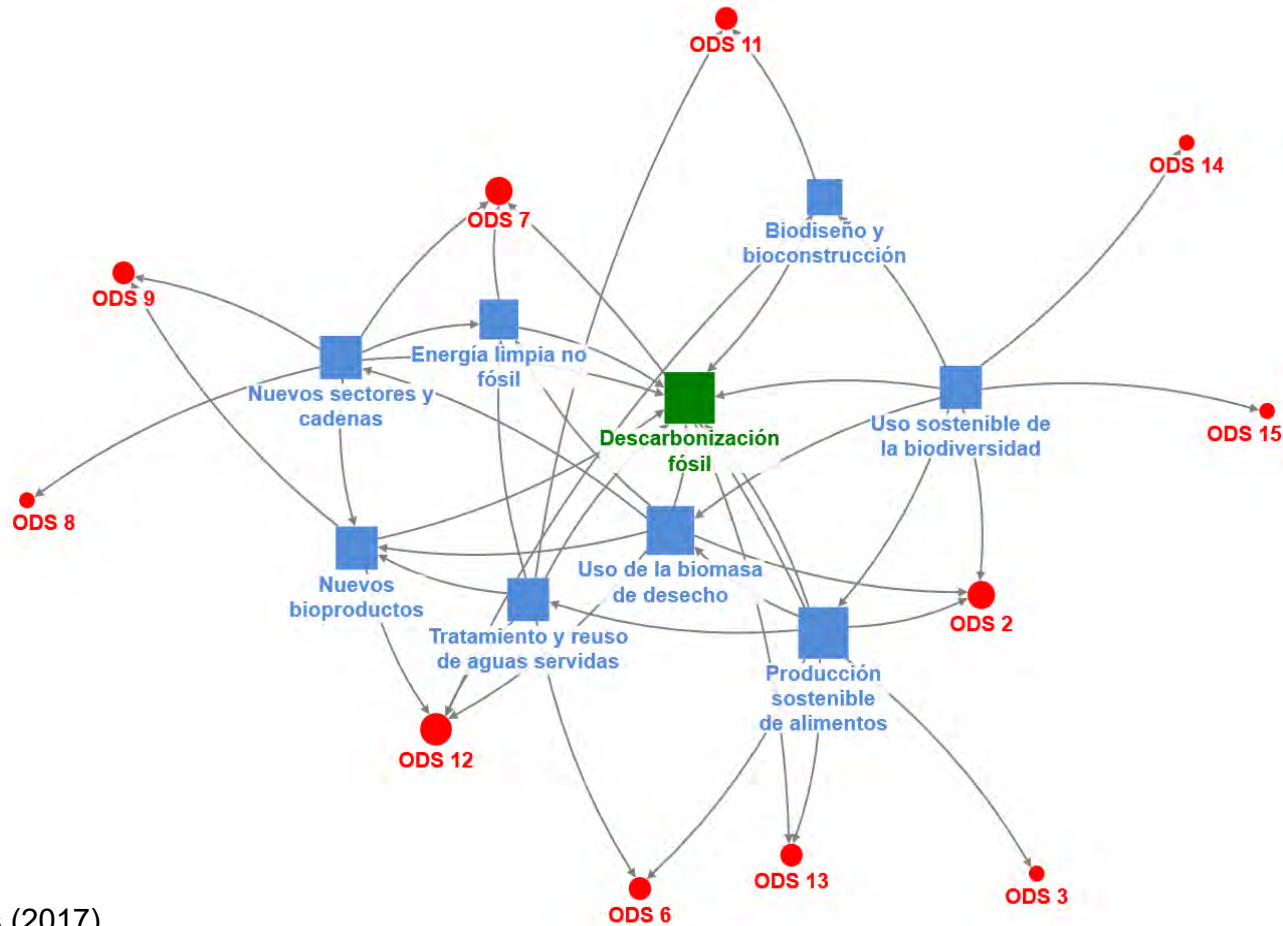 ODS 11
ODS 14
ODS 7
Biodiseño y
bioconstrucción
ODS 9
Energía limpia no
fósil
Nuevos sectores y
cadenas
Uso sostenible de
la biodiversidad
ODS 15
Descarbonización
fósil
ODS 8
Nuevos
bioproductos
Uso de la biomasa
de desecho
ODS 2
Tratamiento y reuso
de aguas servidas
Producción
sostenible
de alimentos
ODS 12
ODS 13
ODS 3
ODS 6
(2017)